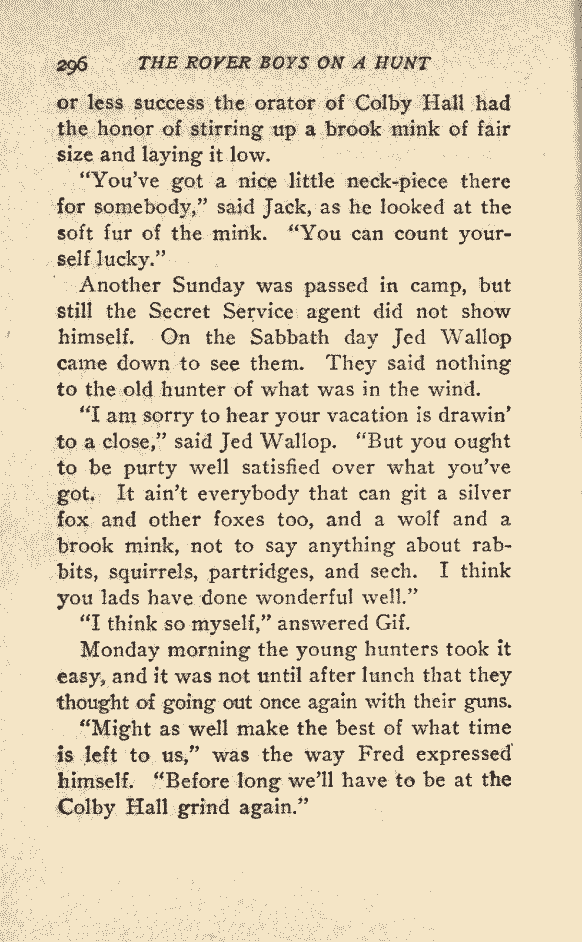 296 THE ROVER BOYS ON A HUNT
or less success the orator of Colby Hall had
the honor of stirring up a brook mink of fair
size and laying it low.
"You've got a nice little neck-piece there
for somebody," said Jack, as he looked at the
soft fur of the mink. "You can count your-
self lucky."
Another Sunday was passed in camp, but
still the Secret Service agent did not show
himself. On the Sabbath day Jed Wallop
came down to see them. They said nothing
to the old hunter of what was in the wind.
"I am sorry to hear your vacation is drawin'
to a close," said Jed Wallop. "But you ought
to be purty well satisfied over what you've
got. It ain't everybody that can git a silver
fox and other foxes too, and a wolf and a
brook mink, not to say anything about rab-
bits, squirrels, partridges, and sech. I think
you lads have done wonderful well."
"I think so myself," answered Gif.
Monday morning the young hunters took it
easy, and it was not until after lunch that they
thought of going out once again with their guns.
"Might as well make the best of what time
is left to us," was the way Fred expressed
himself. "Before long we'll have to be at the
Colby Hall grind again."